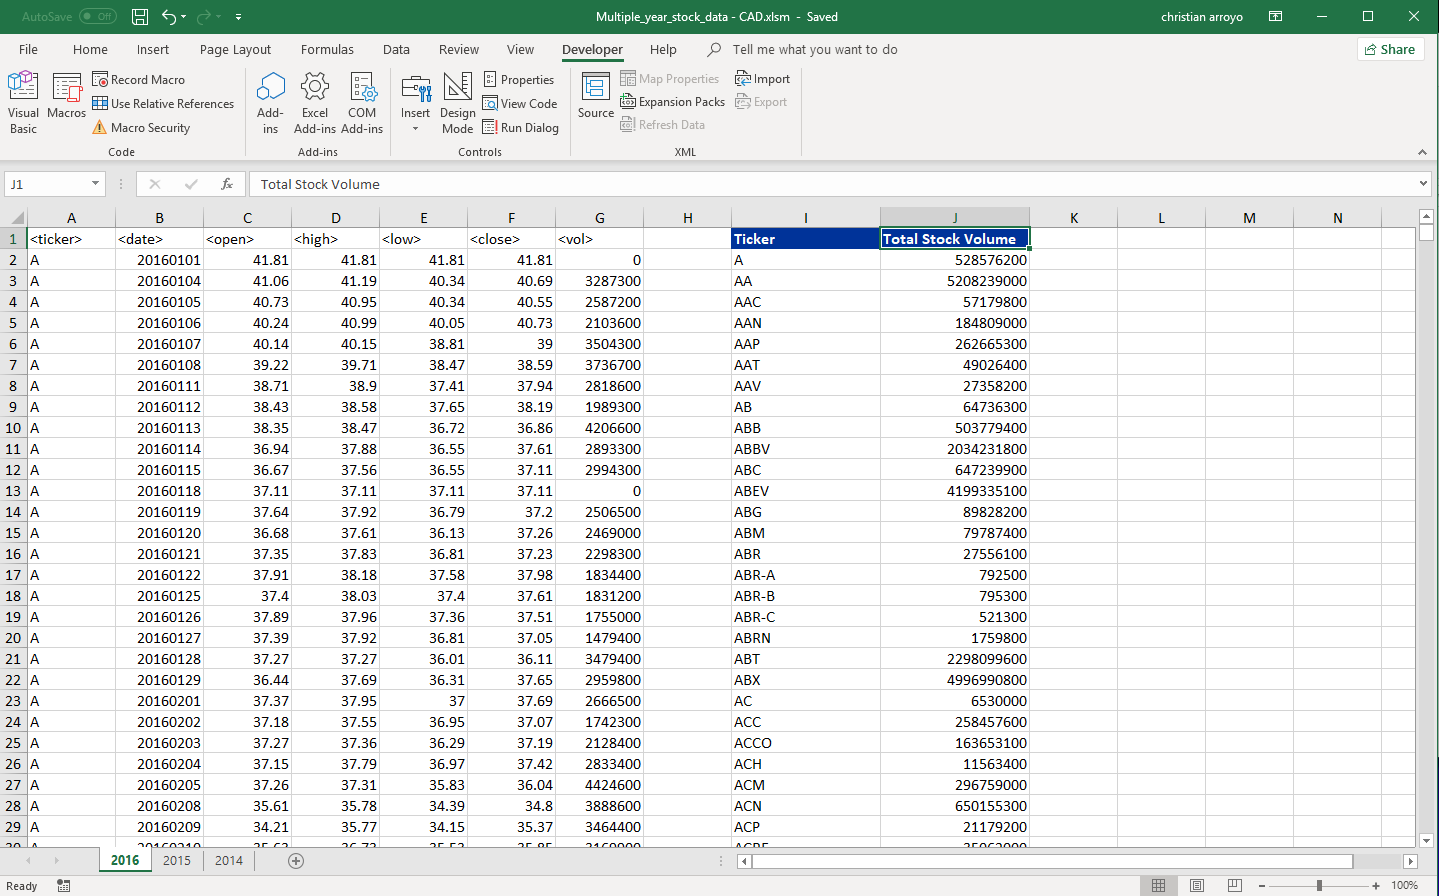 AutoSave Off Multiple_year_stock_data - CAD.xlsm - Saved christian arroyo
File Home Insert Page Layout Formulas Data Review View Developer Help Tell me what you want to do Share
Visual Basic
Macros
Record Macro
Use Relative References
Macro Security
Code
Add-ins
Excel Add-ins
COM Add-ins
Add-ins
Insert
Design Mode
Properties
View Code
Run Dialog
Controls
Source
Map Properties
Expansion Packs
Refresh Data
Import
Export
XML
J1 fx Total Stock Volume
A B C D E F G H I J K L M N
1 <ticker> <date> <open> <high> <low> <close> <vol> Ticker Total Stock Volume
2 A 20160101 41.81 41.81 41.81 41.81 0 A 528576200
3 A 20160104 41.06 41.19 40.34 40.69 3287300 AA 5208239000
4 A 20160105 40.73 40.95 40.34 40.55 2587200 AAC 57179800
5 A 20160106 40.24 40.99 40.05 40.73 2103600 AAN 184809000
6 A 20160107 40.14 40.15 38.81 39 3504300 AAP 262665300
7 A 20160108 39.22 39.71 38.47 38.59 3736700 AAT 49026400
8 A 20160111 38.71 38.9 37.41 37.94 2818600 AAV 27358200
9 A 20160112 38.43 38.58 37.65 38.19 1989300 AB 64736300
10 A 20160113 38.35 38.47 36.72 36.86 4206600 ABB 503779400
11 A 20160114 36.94 37.88 36.55 37.61 2893300 ABBV 2034231800
12 A 20160115 36.67 37.56 36.55 37.11 2994300 ABC 647239900
13 A 20160118 37.11 37.11 37.11 37.11 0 ABEV 4199335100
14 A 20160119 37.64 37.92 36.79 37.2 2506500 ABG 89828200
15 A 20160120 36.68 37.61 36.13 37.26 2469000 ABM 79787400
16 A 20160121 37.35 37.83 36.81 37.23 2298300 ABR 27556100
17 A 20160122 37.91 38.18 37.58 37.98 1834400 ABR-A 792500
18 A 20160125 37.4 38.03 37.4 37.61 1831200 ABR-B 795300
19 A 20160126 37.89 37.96 37.36 37.51 1755000 ABR-C 521300
20 A 20160127 37.39 37.92 36.81 37.05 1479400 ABRN 1759800
21 A 20160128 37.27 37.27 36.01 36.11 3479400 ABT 2298099600
22 A 20160129 36.44 37.69 36.31 37.65 2959800 ABX 4996990800
23 A 20160201 37.37 37.95 37 37.69 2666500 AC 6530000
24 A 20160202 37.18 37.55 36.95 37.07 1742300 ACC 258457600
25 A 20160203 37.27 37.36 36.29 37.19 2128400 ACCO 163653100
26 A 20160204 37.15 37.79 36.97 37.42 2833400 ACH 11563400
27 A 20160205 37.26 37.31 35.83 36.04 4424600 ACM 296759000
28 A 20160208 35.61 35.78 34.39 34.8 3888600 ACN 650155300
29 A 20160209 34.21 35.77 34.15 35.37 3464400 ACP 21179200
2016 2015 2014
Ready 100%